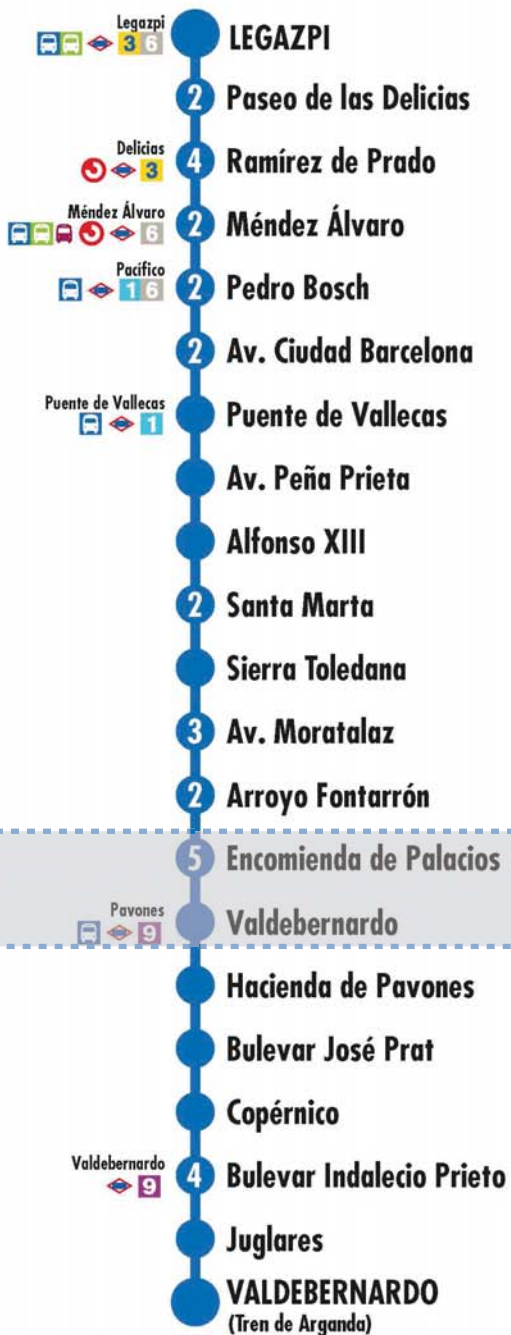 Legazpi
3 6
LEGAZPI
2 Paseo de las Delicias
Delicias
3
4 Ramírez de Prado
Méndez Álvaro
6
2 Méndez Álvaro
Pacífico
1 6
2 Pedro Bosch
2 Av. Ciudad Barcelona
Puente de Vallecas
1
Puente de Vallecas
Av. Peña Prieta
Alfonso XIII
2 Santa Marta
Sierra Toledana
3 Av. Moratalaz
2 Arroyo Fontarrón
5 Encomienda de Palacios
Pavones
9
Valdebernardo
Hacienda de Pavones
Bulevar José Prat
Copérnico
Valdebernardo
9
4 Bulevar Indalecio Prieto
Juglares
VALDEBERNARDO
(Tren de Arganda)